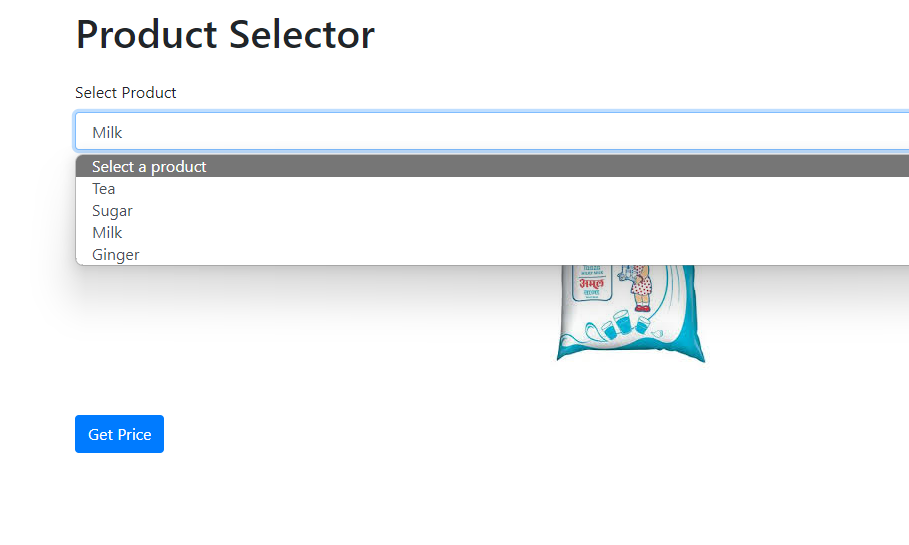 Product Selector
Select Product
Milk
Select a product
Tea
Sugar
Milk
Ginger
अमूल
Get Price